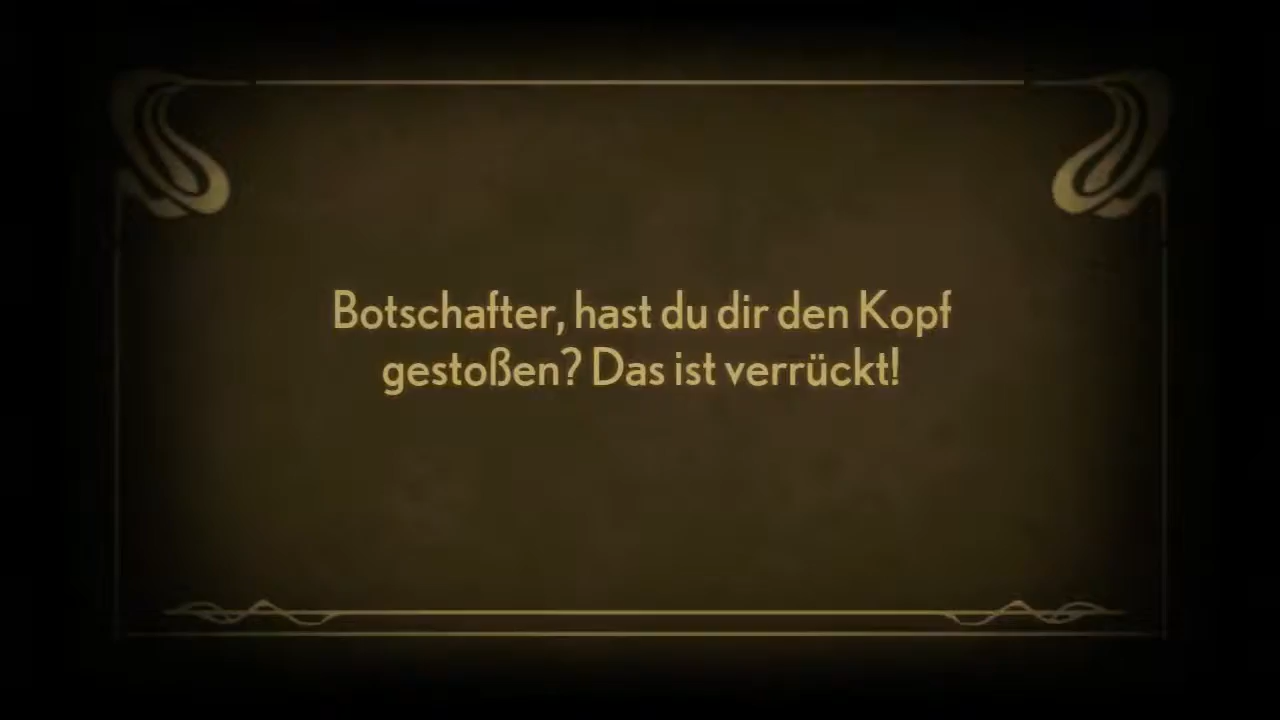 Botschafter, hast du dir den Kopf
gestoßen? Das ist verrückt!